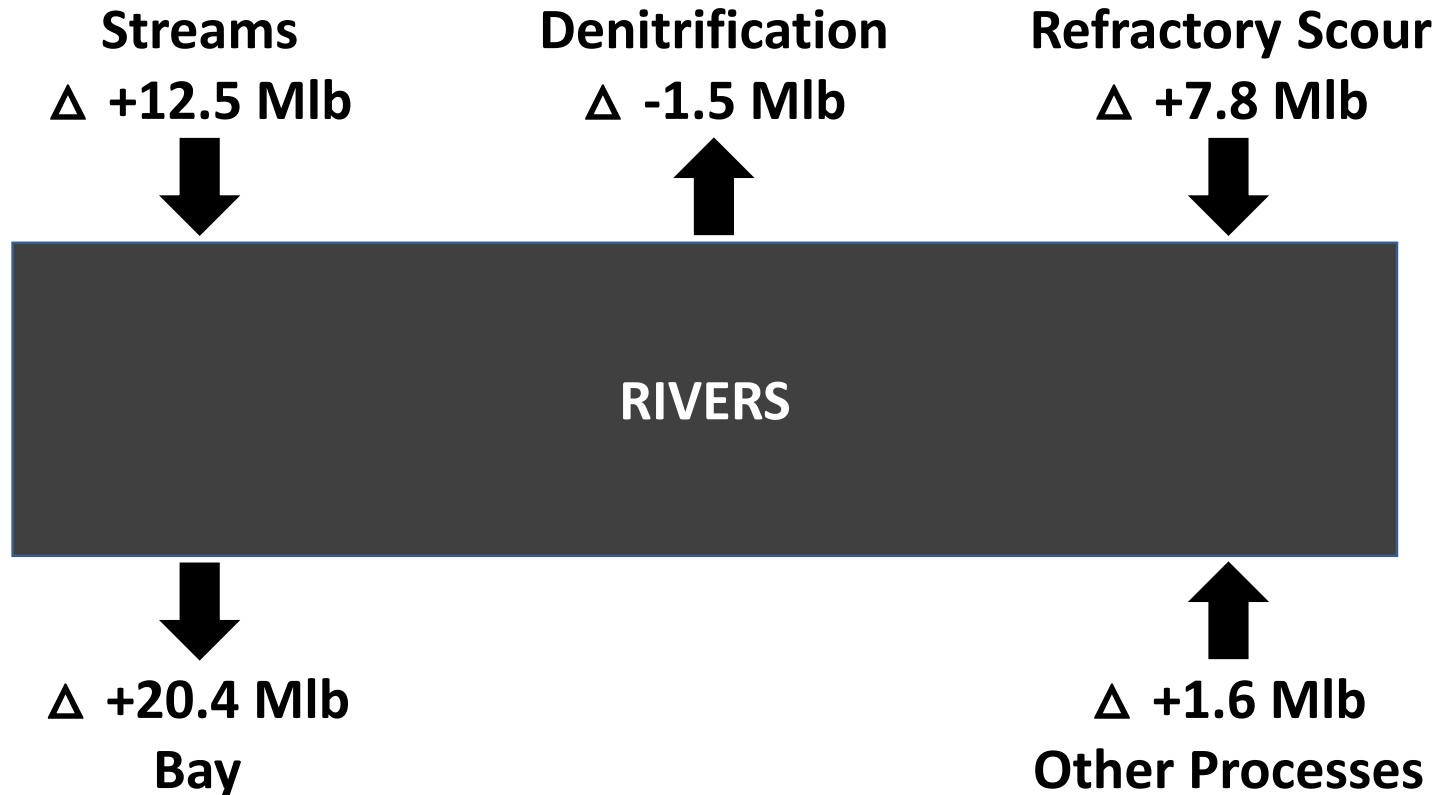 Streams
Δ +12.5 Mlb
Denitrification
Δ -1.5 Mlb
Refractory Scour
Δ +7.8 Mlb
RIVERS
Δ +20.4 Mlb
Bay
Δ +1.6 Mlb
Other Processes